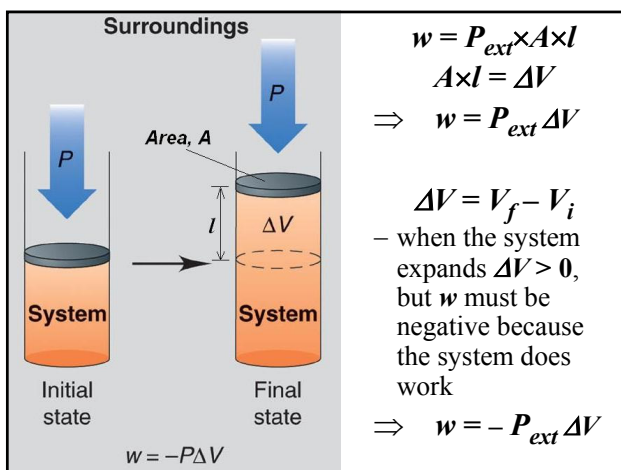 Surroundings
P
P
Area, A
l
ΔV
System
System
Initial
state
Final
state
w = −PΔV
w = Pext×A×l
A×l = ΔV
⇒ w = Pext ΔV
ΔV = Vf – Vi
– when the system
expands ΔV > 0,
but w must be
negative because
the system does
work
⇒ w = – Pext ΔV